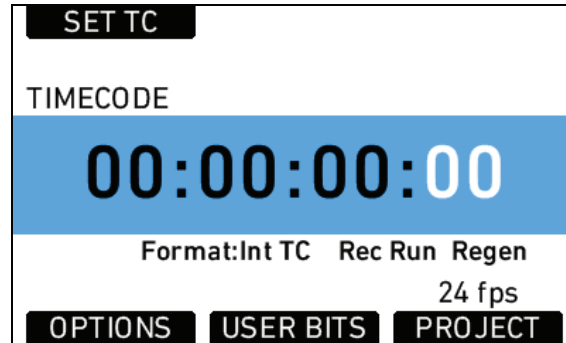 SET TC
TIMECODE
00:00:00:00
Format:Int TC Rec Run Regen
24 fps
OPTIONS USER BITS PROJECT